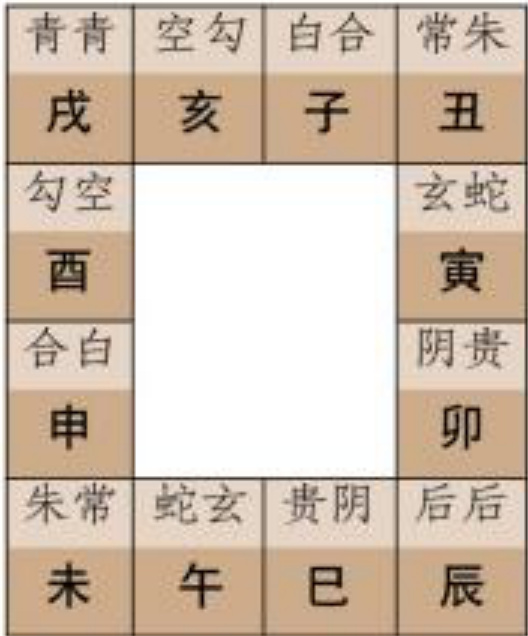 青青 空勾 白合 常朱
戌 亥 子 丑
勾空 玄蛇
酉 寅
合白 阴贵
申 卯
朱常 蛇玄 贵阴 后后
未 午 巳 辰